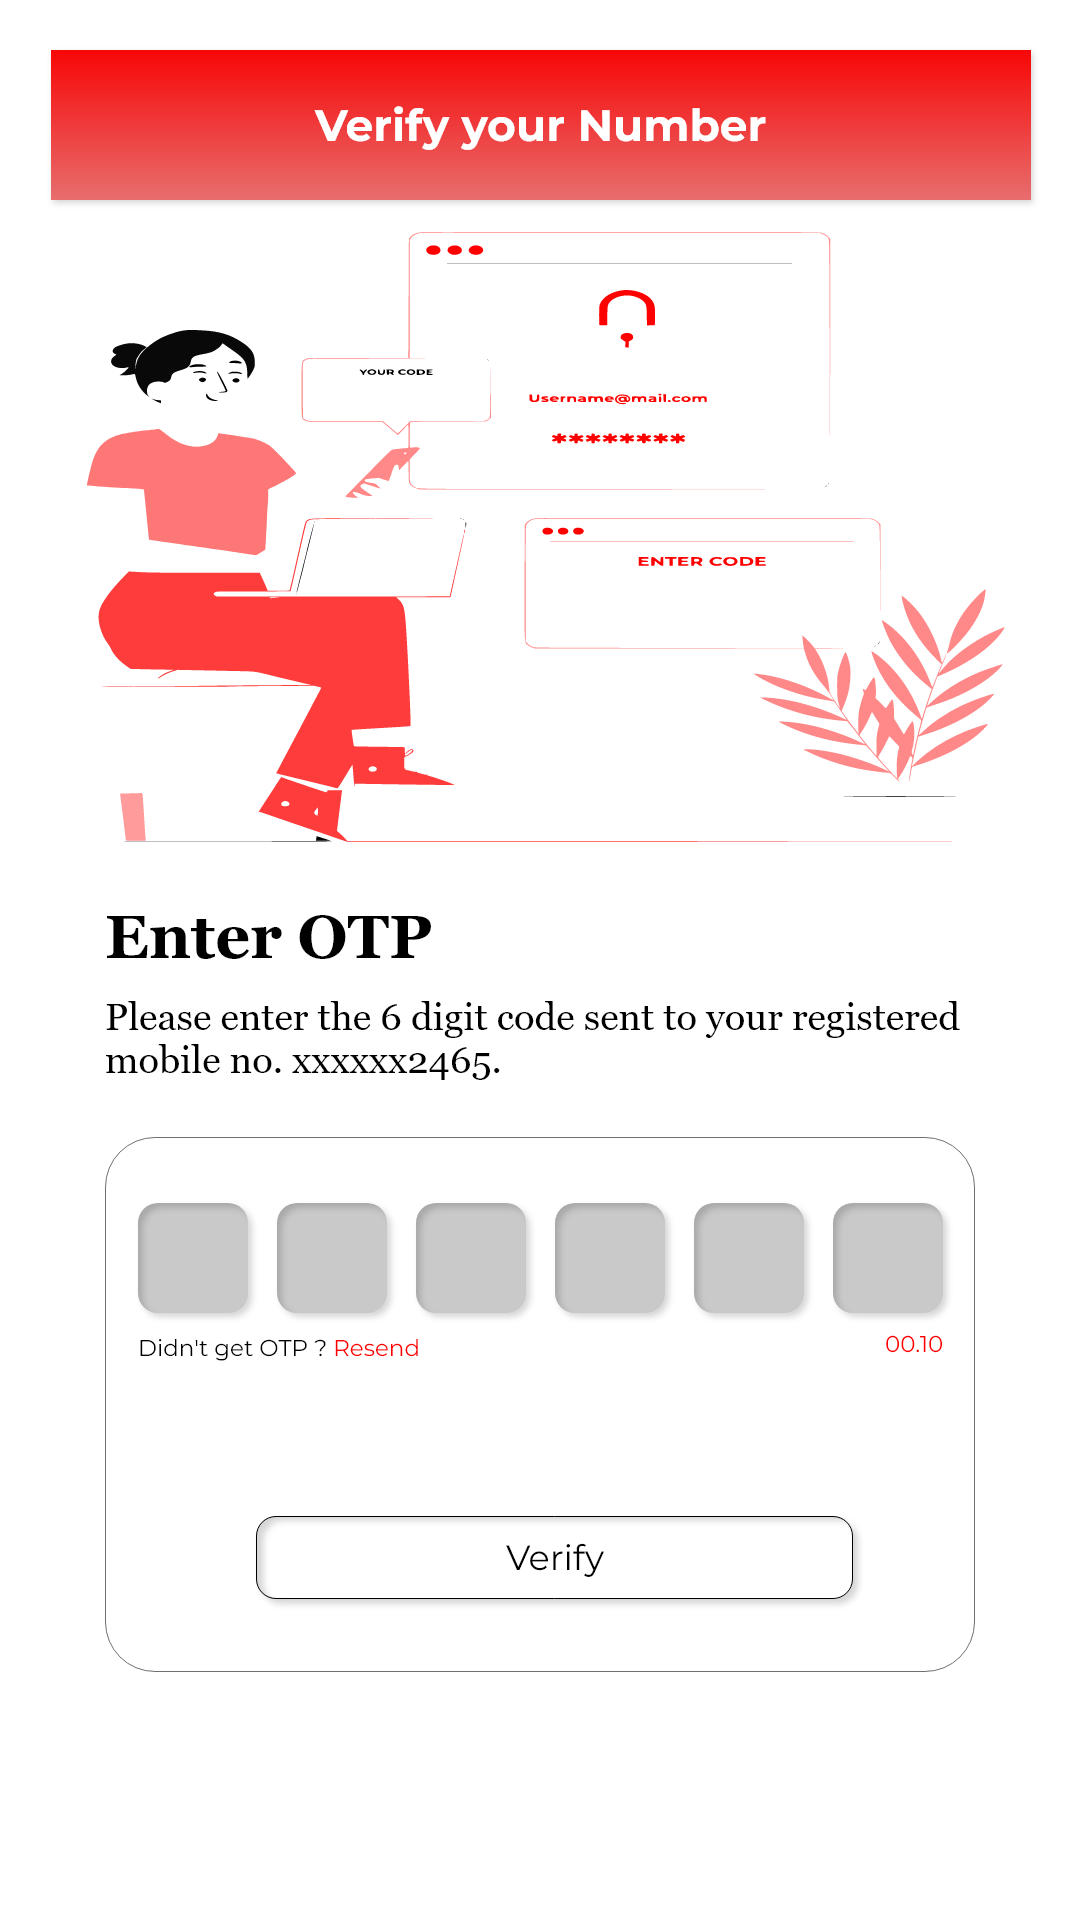 Verify your Number
YOUR CODE
Username@mail.com
********
ENTER CODE
Enter OTP
Please enter the 6 digit code sent to your registered
mobile no. xxxxxx2465.
Didn't get OTP ? Resend
00.10
Verify